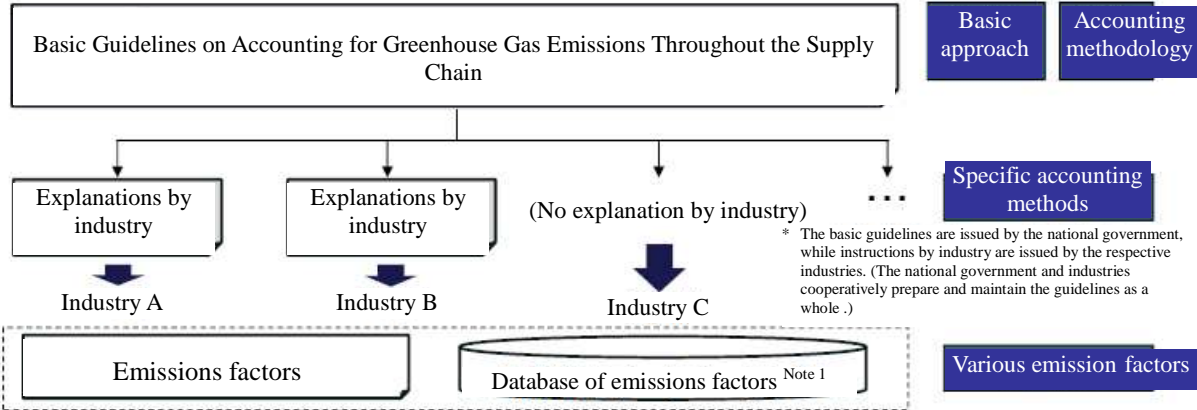 Basic Guidelines on Accounting for Greenhouse Gas Emissions Throughout the Supply
Chain
Basic
approach
Accounting
methodology
Explanations by
industry
Explanations by
industry
(No explanation by industry)
...
Specific accounting
methods
* The basic guidelines are issued by the national government,
while instructions by industry are issued by the respective
industries. (The national government and industries
cooperatively prepare and maintain the guidelines as a
whole .)
Industry A
Industry B
Industry C
Emissions factors
Database of emissions factors Note 1
Various emission factors